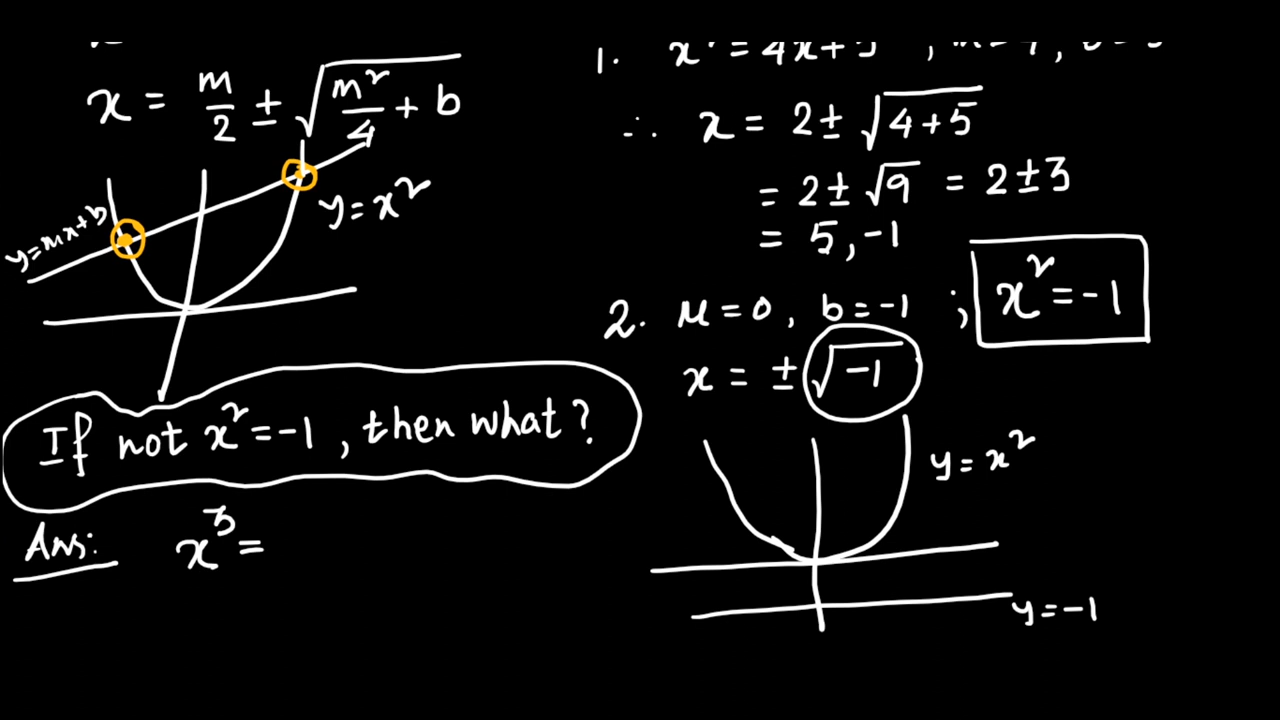 x = m/2 ± √(m²/4 + b)
y=mx+b
y=x²
If not x²=-1, then what?
Ans: x³=
1.
∴ x = 2± √(4+5)
= 2± √9 = 2±3
= 5, -1
2. m=0, b=-1 ; x²=-1
x = ± √-1
y=x²
y=-1